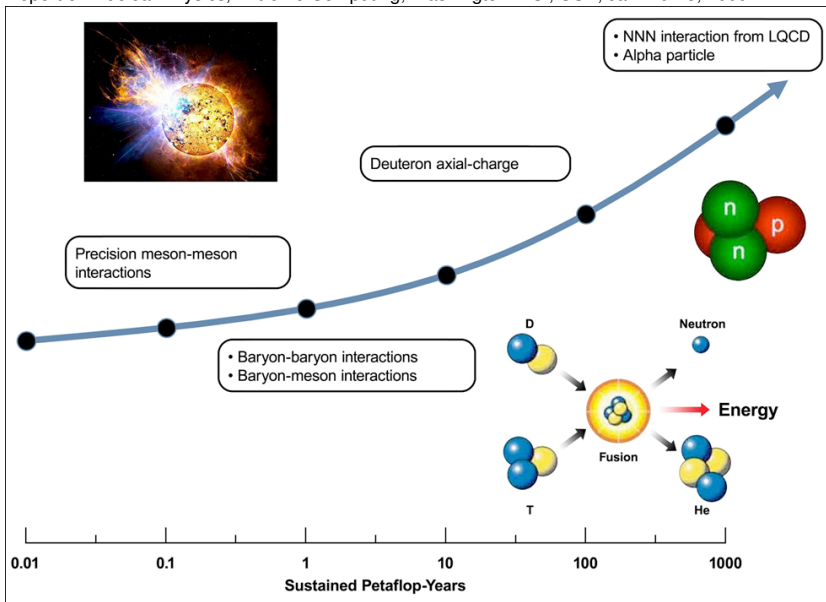 • NNN interaction from LQCD
• Alpha particle
Deuteron axial-charge
n
p
n
Precision meson-meson
interactions
• Baryon-baryon interactions
• Baryon-meson interactions
D
Neutron
Energy
Fusion
T
He
0.01 0.1 1 10 100 1000
Sustained Petaflop-Years